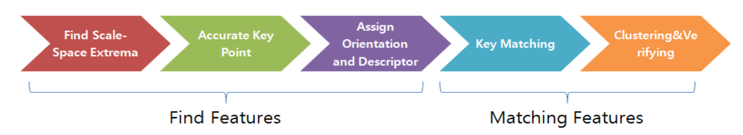 Find Scale-
Space Extrema
Accurate Key
Point
Assign
Orientation
and Descriptor
Key Matching
Clustering&Ve
rifying
Find Features
Matching Features